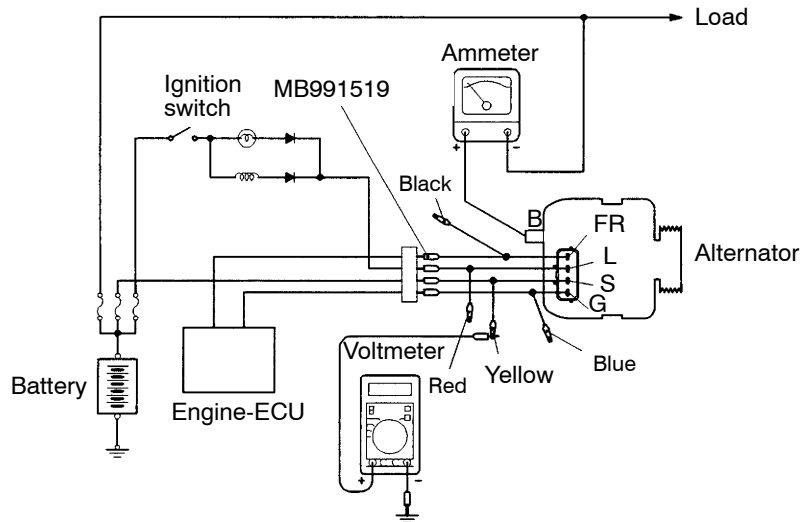 Load
Ammeter
Ignition
switch
MB991519
+
−
Black
B
FR
L
Alternator
S
G
Voltmeter
Red
Yellow
Blue
Battery
Engine-ECU
+
−